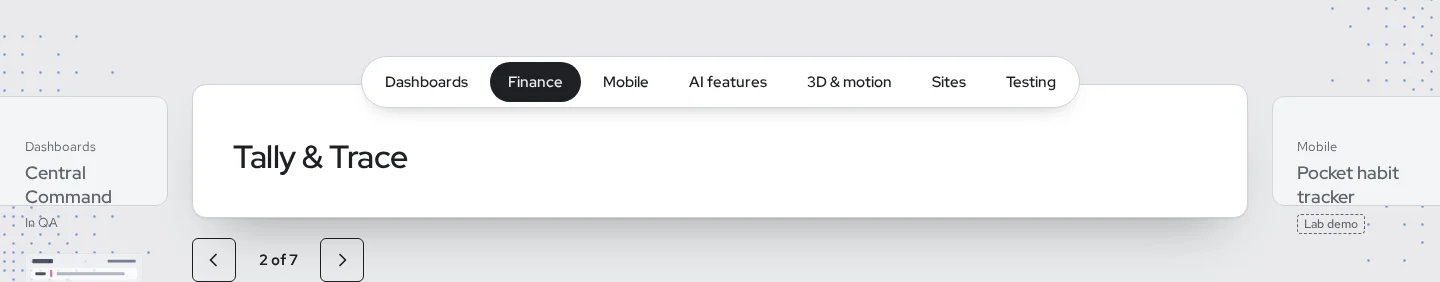 Dashboards Finance Mobile AI features 3D & motion Sites Testing
Dashboards
Central
Command
In QA
Tally & Trace
Mobile
Pocket habit
tracker
Lab demo
2 of 7